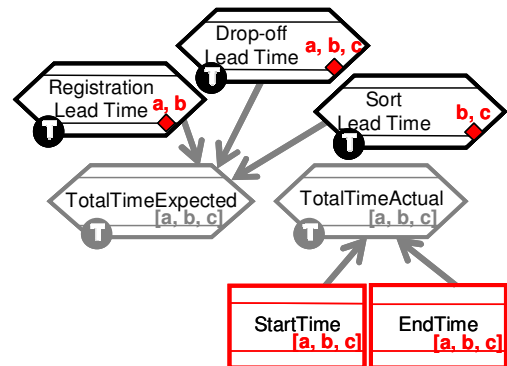 Drop-off
Lead Time
a, b, c
T
Registration
Lead Time
a, b
T
Sort
Lead Time
b, c
T
TotalTimeExpected
[a, b, c]
T
TotalTimeActual
[a, b, c]
T
StartTime
[a, b, c]
EndTime
[a, b, c]